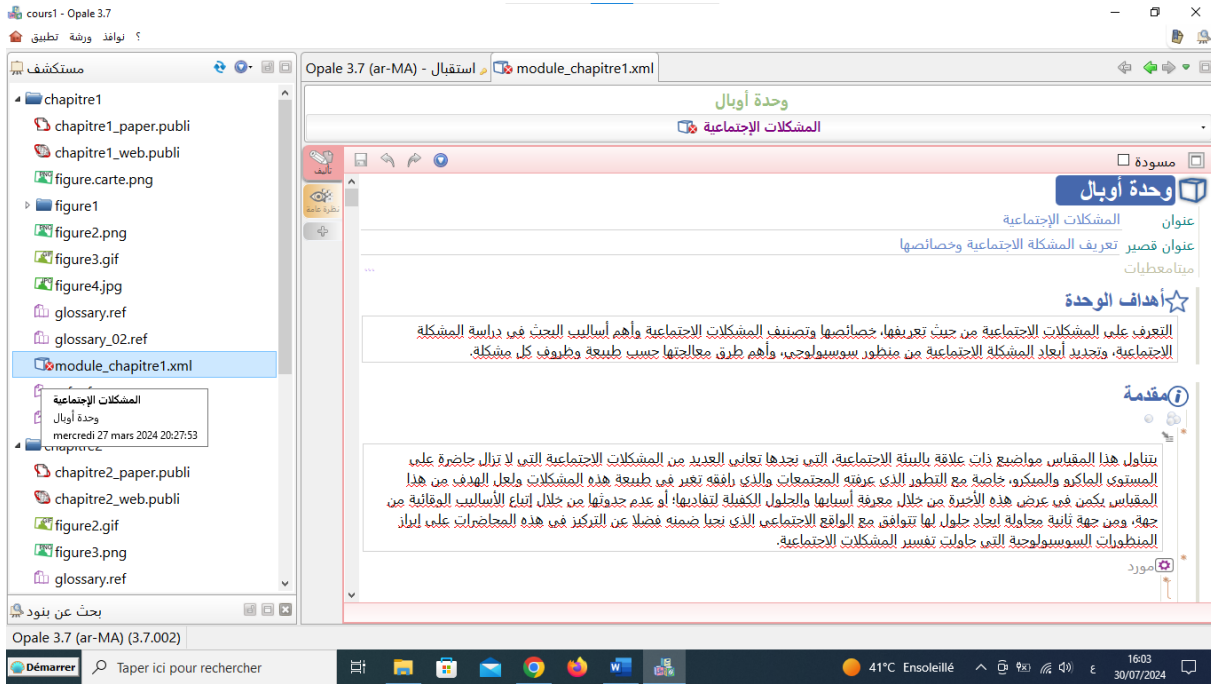 cours1 - Opale 3.7
تطبيق ورشة نوافذ ؟
مستكشف
chapitre1
chapitre1_paper.publi
chapitre1_web.publi
figure.carte.png
figure1
figure2.png
figure3.gif
figure4.jpg
glossary.ref
glossary_02.ref
module_chapitre1.xml
المشكلات الإجتماعية
وحدة أوبال
mercredi 27 mars 2024 20:27:53
chapitre2
chapitre2_paper.publi
chapitre2_web.publi
figure2.gif
figure3.png
glossary.ref
بحث عن بنود
Opale 3.7 (ar-MA) - استقبال
module_chapitre1.xml
وحدة أوبال
المشكلات الإجتماعية
تأليف
نظرة عامة
مسودة
وحدة أوبال
عنوان المشكلات الإجتماعية
عنوان قصير تعريف المشكلة الاجتماعية وخصائصها
ميتامعطيات
...
أهداف الوحدة
التعرف على المشكلات الاجتماعية من حيث تعريفها، خصائصها وتصنيف المشكلات الاجتماعية وأهم أساليب البحث في دراسة المشكلة
الاجتماعية، وتحديد أبعاد المشكلة الاجتماعية من منظور سوسيولوجي، وأهم طرق معالجتها حسب طبيعة وظروف كل مشكلة.
مقدمة
يتناول هذا المقياس مواضيع ذات علاقة بالبيئة الاجتماعية، التي نجدها تعاني العديد من المشكلات الاجتماعية التي لا تزال حاضرة على
المستوى الماكرو والميكرو، خاصة مع التطور الذي عرفته المجتمعات والذي رافقه تغير في طبيعة هذه المشكلات ولعل الهدف من هذا
المقياس يكمن في عرض هذه الأخيرة من خلال معرفة أسبابها والحلول الكفيلة لتفاديها؛ أو عدم حدوثها من خلال إتباع الأساليب الوقائية من
جهة، ومن جهة ثانية محاولة ايجاد حلول لها تتوافق مع الواقع الاجتماعي الذي نحيا ضمنه فضلا عن التركيز في هذه المحاضرات على إبراز
المنظورات السوسيولوجية التي حاولت تفسير المشكلات الاجتماعية.
مورد
Opale 3.7 (ar-MA) (3.7.002)
Démarrer
Taper ici pour rechercher
41°C Ensoleillé
ع
16:03
30/07/2024